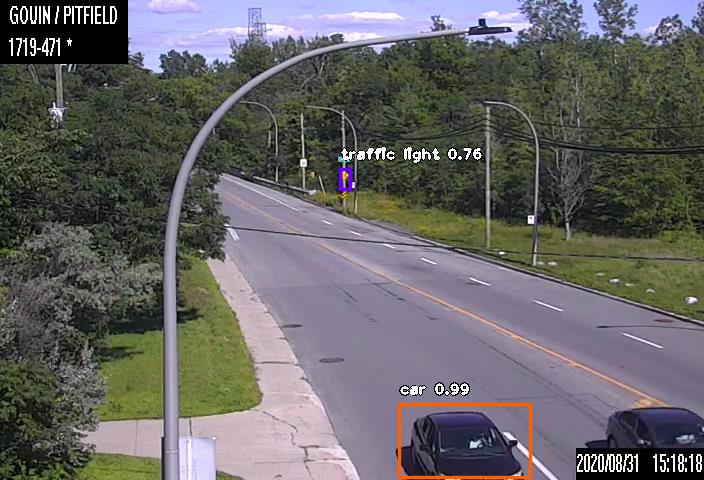 GOUIN / PITFIELD
1719-471 *
traffic light 0.76
car 0.99
2020/08/31 15:18:18